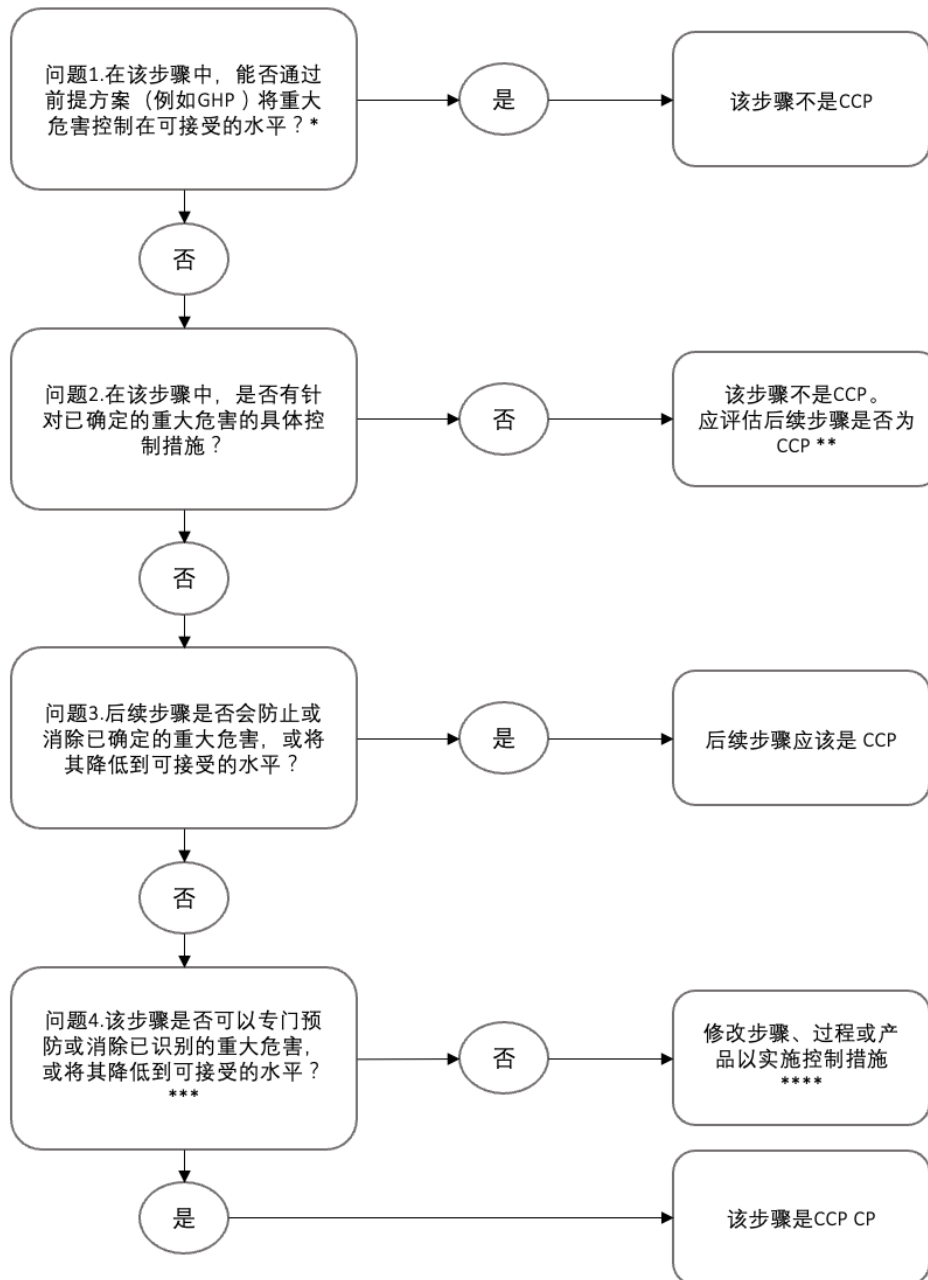 问题1.在该步骤中，能否通过
前提方案（例如GHP）将重大
危害控制在可接受的水平？*
是
该步骤不是CCP
否
问题2.在该步骤中，是否有针
对已确定的重大危害的具体控
制措施？
否
该步骤不是CCP。
应评估后续步骤是否为
CCP **
否
问题3.后续步骤是否会防止或
消除已确定的重大危害，或将
其降低到可接受的水平？
是
后续步骤应该是 CCP
否
问题4.该步骤是否可以专门预
防或消除已识别的重大危害，
或将其降低到可接受的水平？
***
否
修改步骤、过程或产
品以实施控制措施
****
是
该步骤是CCP CP